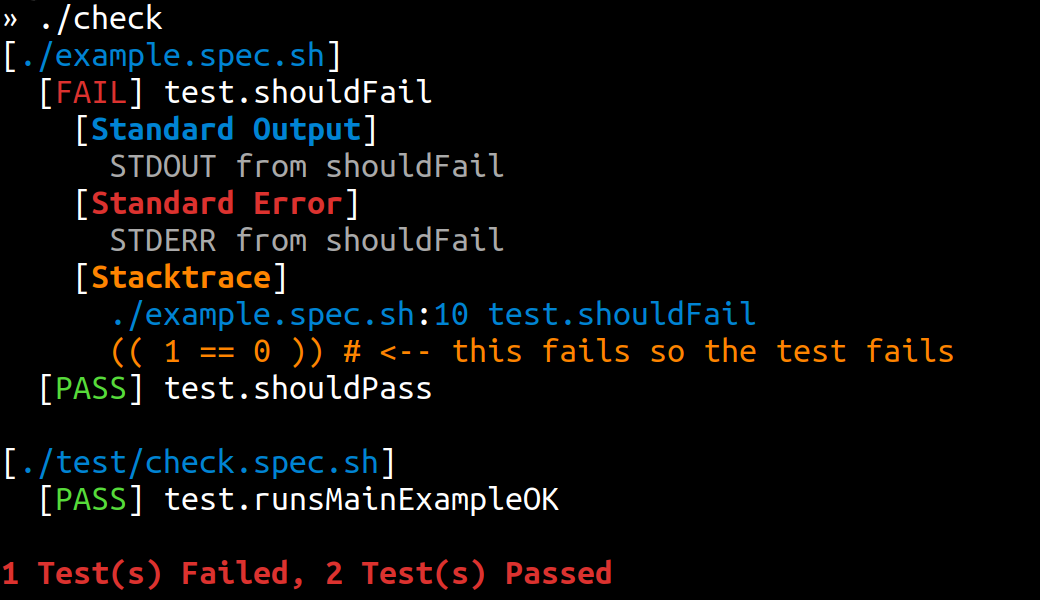 » ./check
[./example.spec.sh]
[FAIL] test.shouldFail
[Standard Output]
STDOUT from shouldFail
[Standard Error]
STDERR from shouldFail
[Stacktrace]
./example.spec.sh:10 test.shouldFail
(( 1 == 0 )) # <-- this fails so the test fails
[PASS] test.shouldPass
[./test/check.spec.sh]
[PASS] test.runsMainExampleOK
1 Test(s) Failed, 2 Test(s) Passed